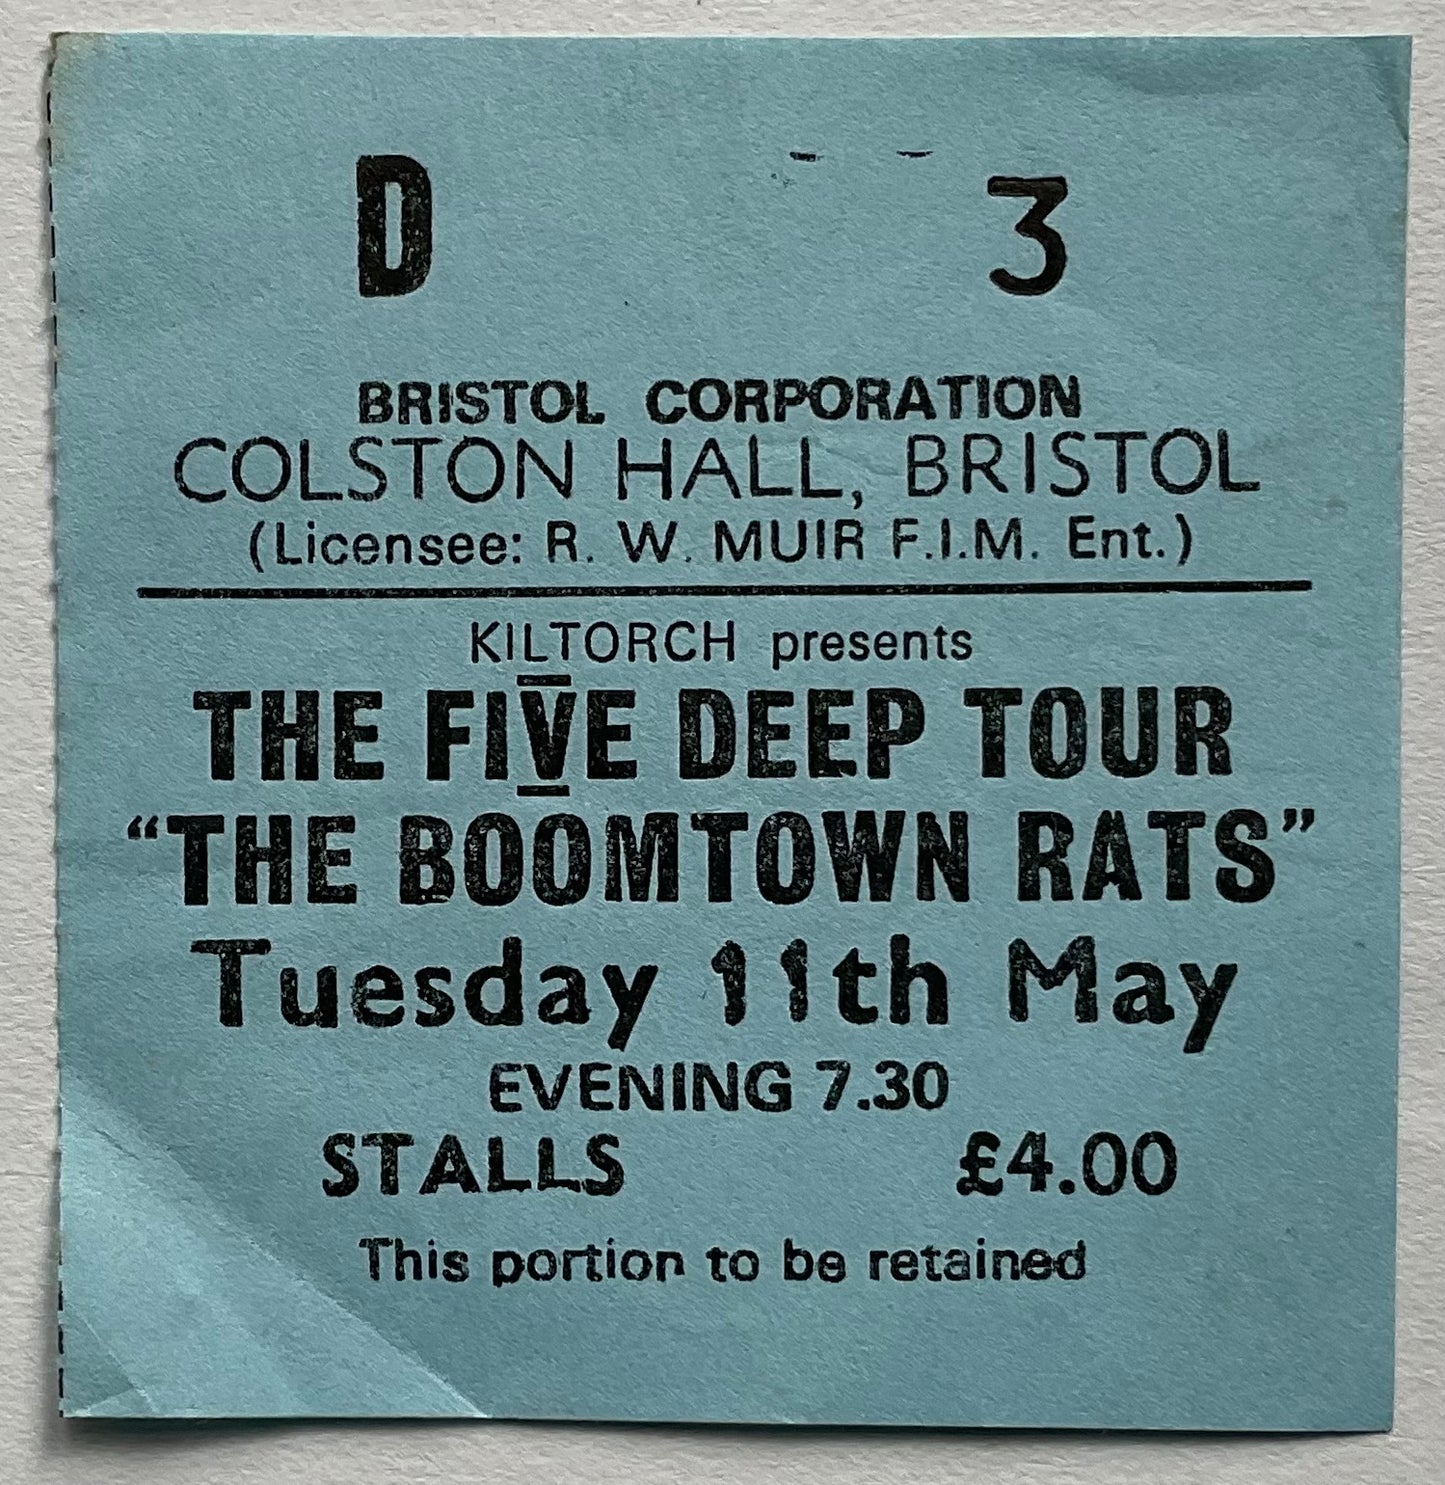 D 3
BRISTOL CORPORATION
COLSTON HALL, BRISTOL
(Licensee: R. W. MUIR F.I.M. Ent.)
KILTORCH presents
THE FIVE DEEP TOUR
“THE BOOMTOWN RATS”
Tuesday 11th May
EVENING 7.30
STALLS £4.00
This portion to be retained